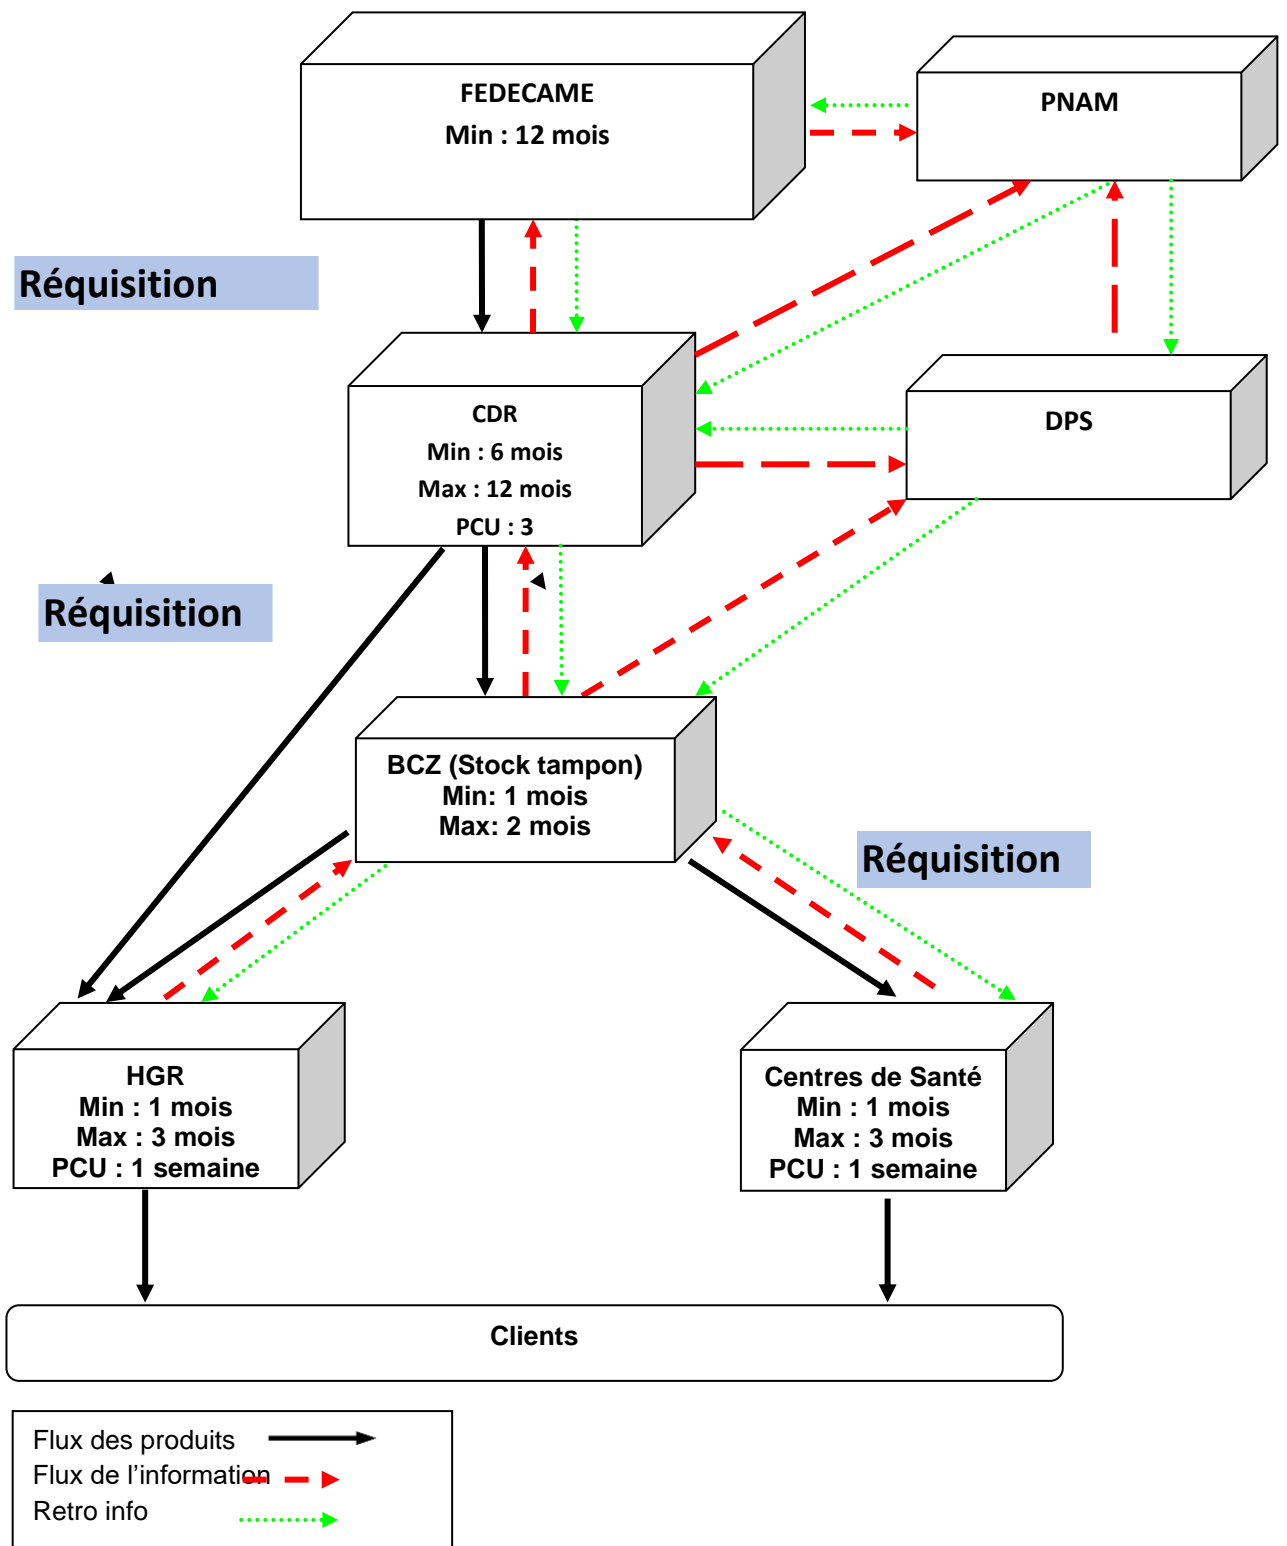 FEDECAME
Min : 12 mois
PNAM
Réquisition
CDR
Min : 6 mois
Max : 12 mois
PCU : 3
DPS
Réquisition
BCZ (Stock tampon)
Min: 1 mois
Max: 2 mois
Réquisition
HGR
Min : 1 mois
Max : 3 mois
PCU : 1 semaine
Centres de Santé
Min : 1 mois
Max : 3 mois
PCU : 1 semaine
Clients
Flux des produits
Flux de l’information
Retro info